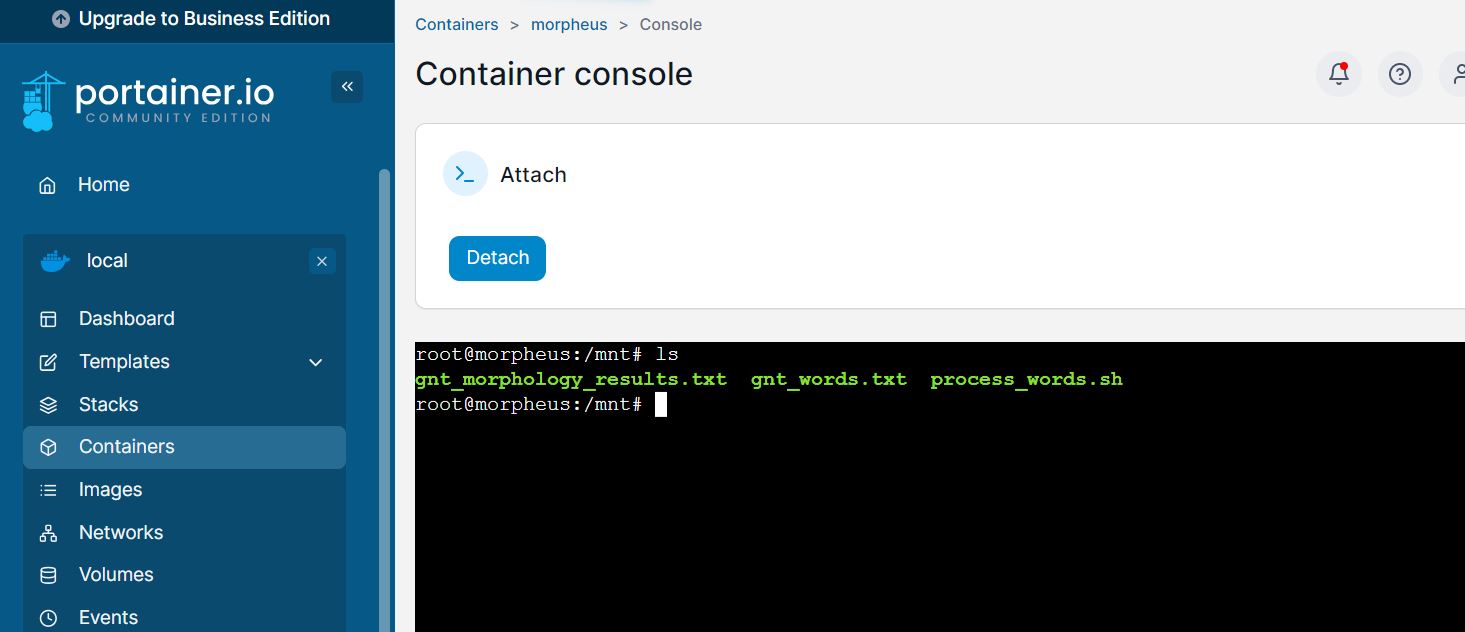 Upgrade to Business Edition
portainer.io
COMMUNITY EDITION
Home
local
Dashboard
Templates
Stacks
Containers
Images
Networks
Volumes
Events
Containers > morpheus > Console
Container console
Attach
Detach
root@morpheus:/mnt# ls
gnt_morphology_results.txt gnt_words.txt process_words.sh
root@morpheus:/mnt#